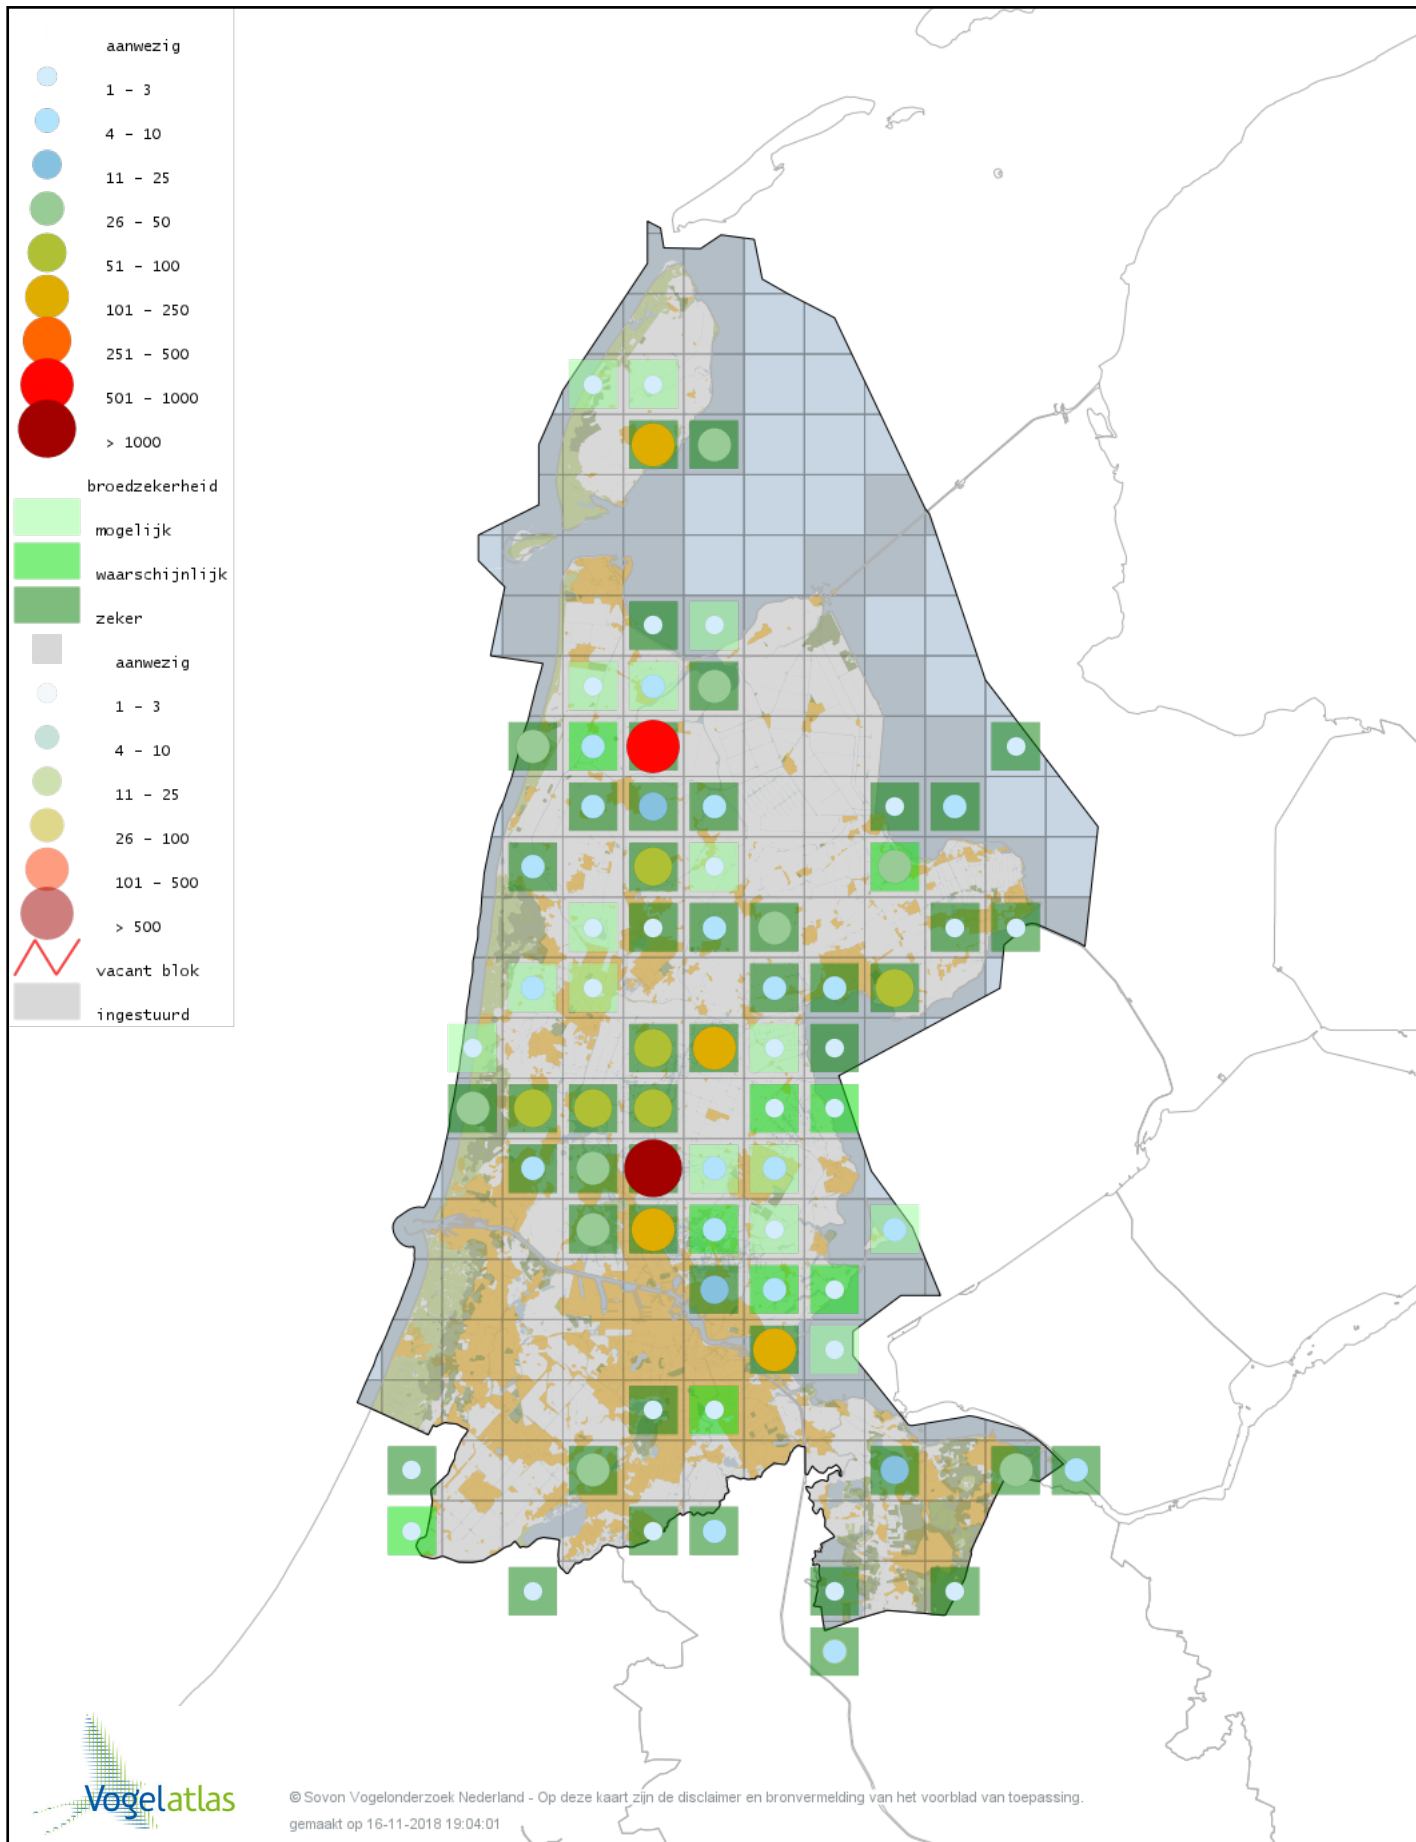 aanwezig
1 - 3
4 - 10
11 - 25
26 - 50
51 - 100
101 - 250
251 - 500
501 - 1000
> 1000
broedzekerheid
mogelijk
waarschijnlijk
zeker
aanwezig
1 - 3
4 - 10
11 - 25
26 - 100
101 - 500
> 500
vacant blok
ingestuurd
Vogelatlas
© Sovon Vogelonderzoek Nederland - Op deze kaart zijn de disclaimer en bronvermelding van het voorblad van toepassing.
gemaakt op 16-11-2018 19:04:01